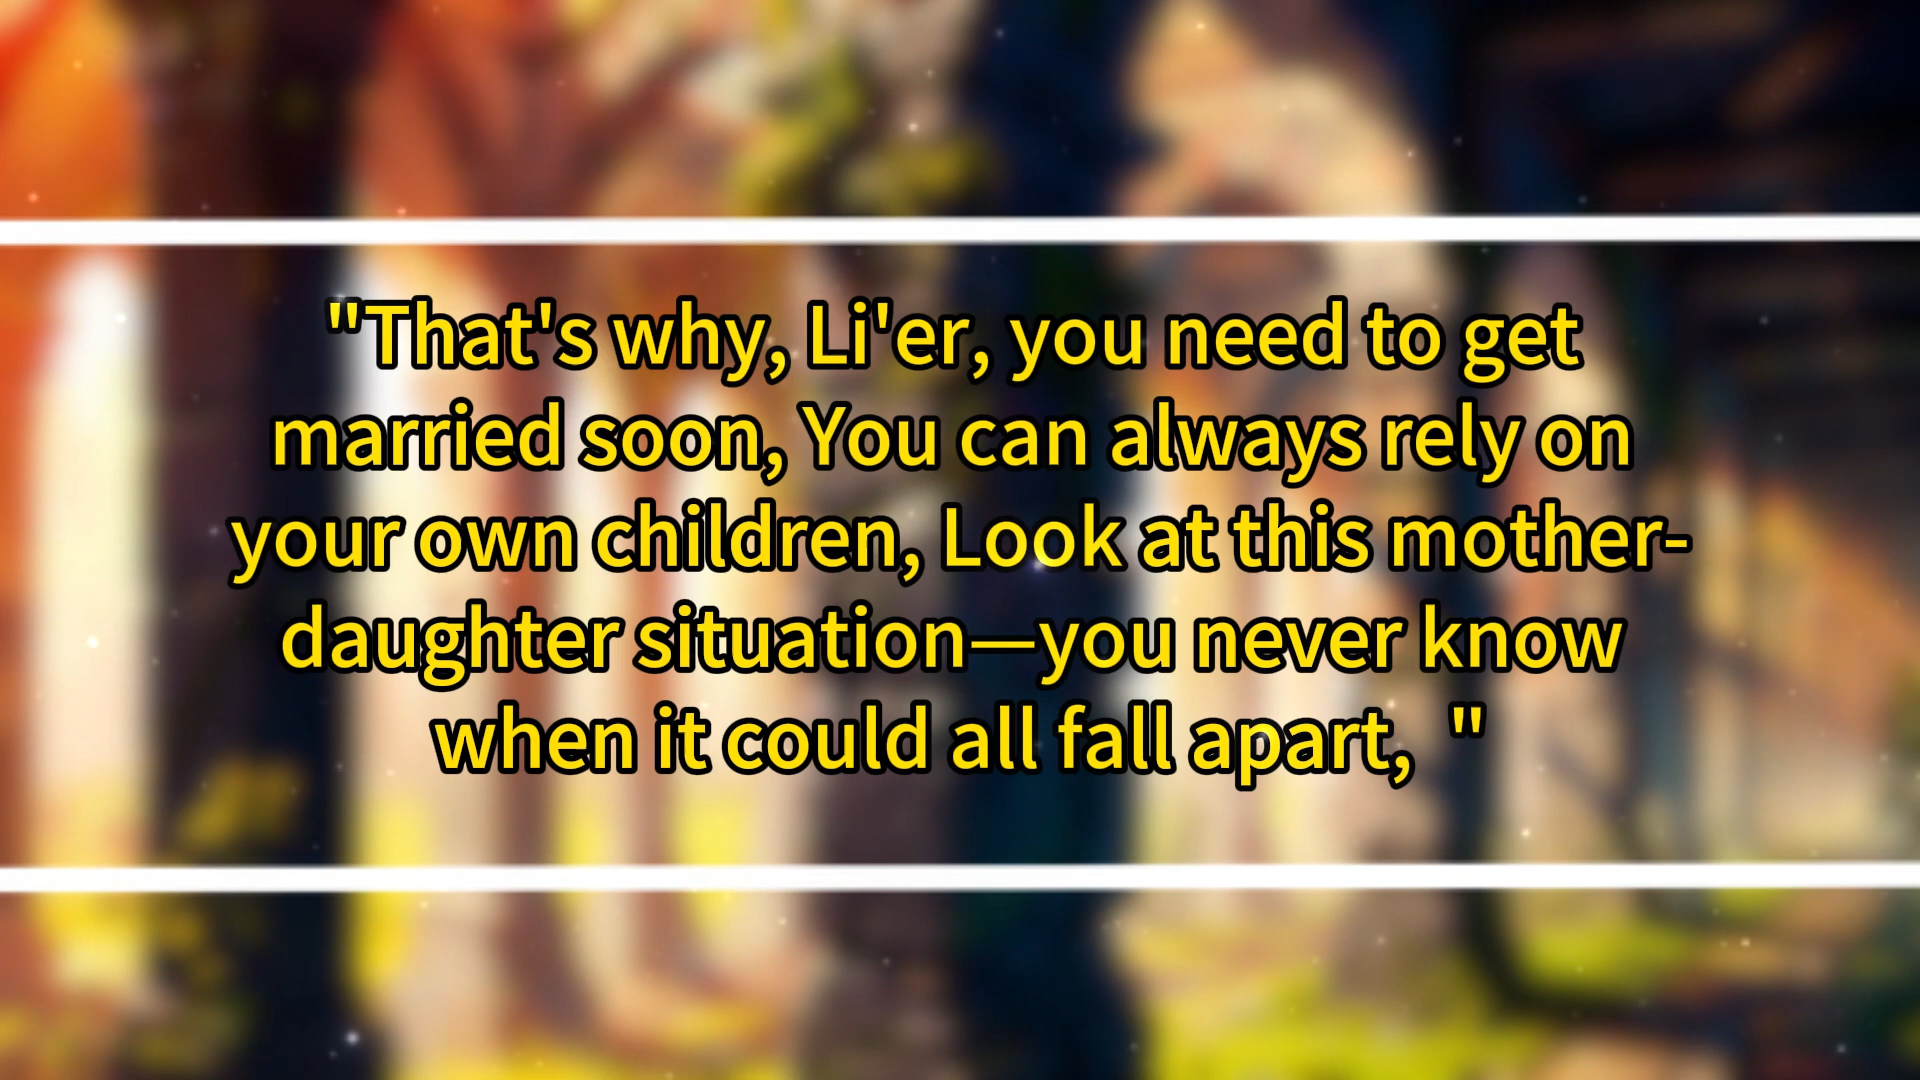 "That's why, Li'er, you need to get
married soon, You can always rely on
your own children, Look at this mother-
daughter situation—you never know
when it could all fall apart,  "